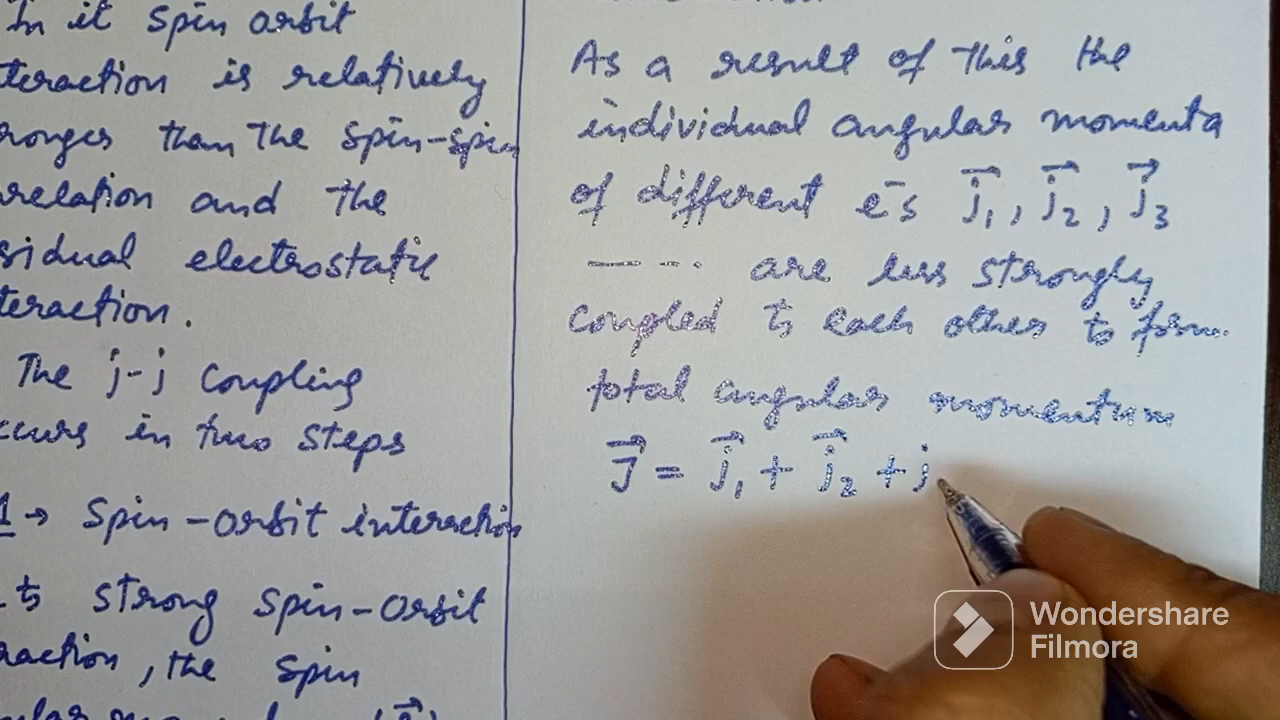 In it spin orbit
teraction is relatively
ronger than the spin-spin
rrelation and the
sidual electrostatic
teraction.
The j-j coupling
ccurs in two steps
1 → Spin-orbit interaction
to strong spin-orbit
raction, the spin
As a result of this the
individual angular momenta
of different e⁻s j⃗₁, j⃗₂, j⃗₃
---- are less strongly
coupled to each other to form
total angular momentum
J⃗ = j⃗₁ + j⃗₂ + j
Wondershare
Filmora